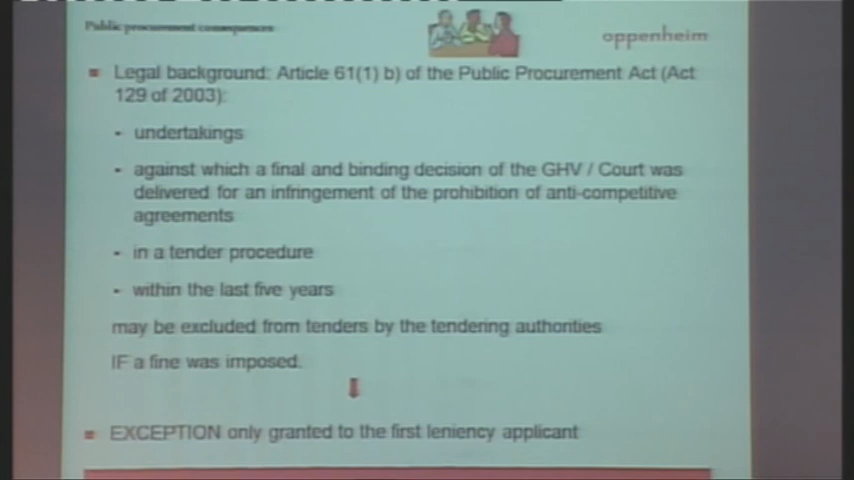 Public procurement consequences
oppenheim
Legal background: Article 61(1) b) of the Public Procurement Act (Act
129 of 2003):
- undertakings
- against which a final and binding decision of the GHV / Court was
delivered for an infringement of the prohibition of anti-competitive
agreements
- in a tender procedure
- within the last five years
may be excluded from tenders by the tendering authorities
IF a fine was imposed.
EXCEPTION only granted to the first leniency applicant